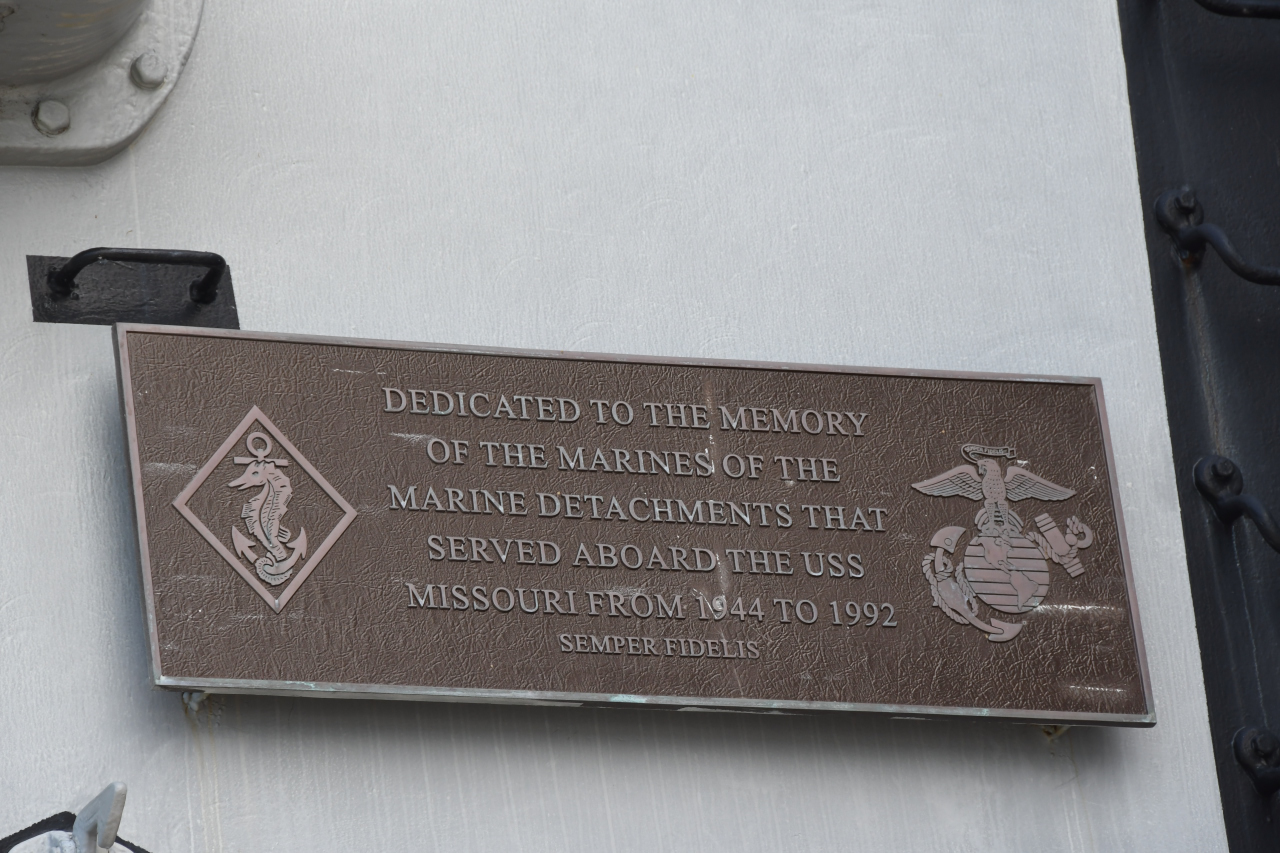 DEDICATED TO THE MEMORY
OF THE MARINES OF THE
MARINE DETACHMENTS THAT
SERVED ABOARD THE USS
MISSOURI FROM 1944 TO 1992
SEMPER FIDELIS